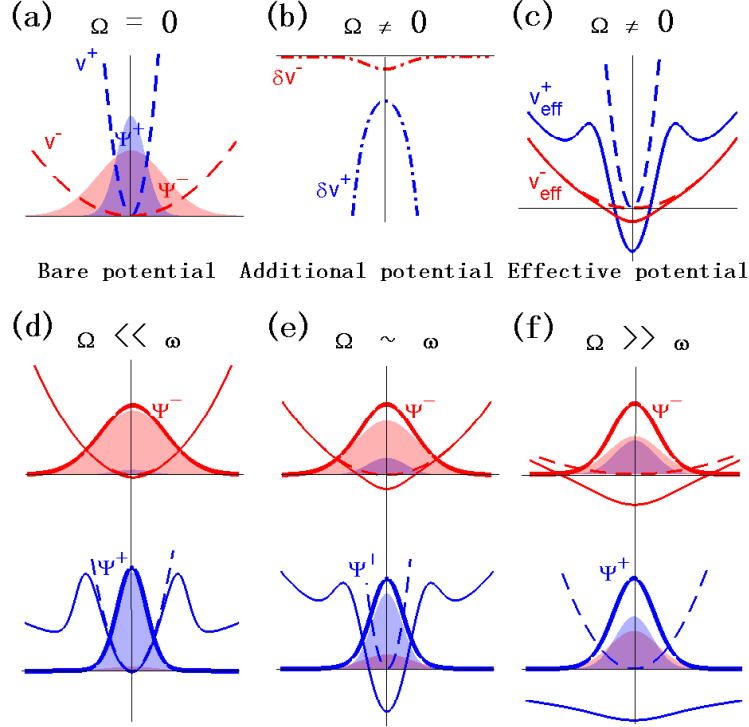 (a) Ω = 0
v⁺
v⁻
Ψ⁺
Ψ⁻
Bare potential
(b) Ω ≠ 0
δv⁻
δv⁺
Additional potential
(c) Ω ≠ 0
v⁺eff
v⁻eff
Effective potential
(d) Ω << ω
Ψ⁻
Ψ⁺
(e) Ω ~ ω
Ψ⁻
Ψ⁺
(f) Ω >> ω
Ψ⁻
Ψ⁺